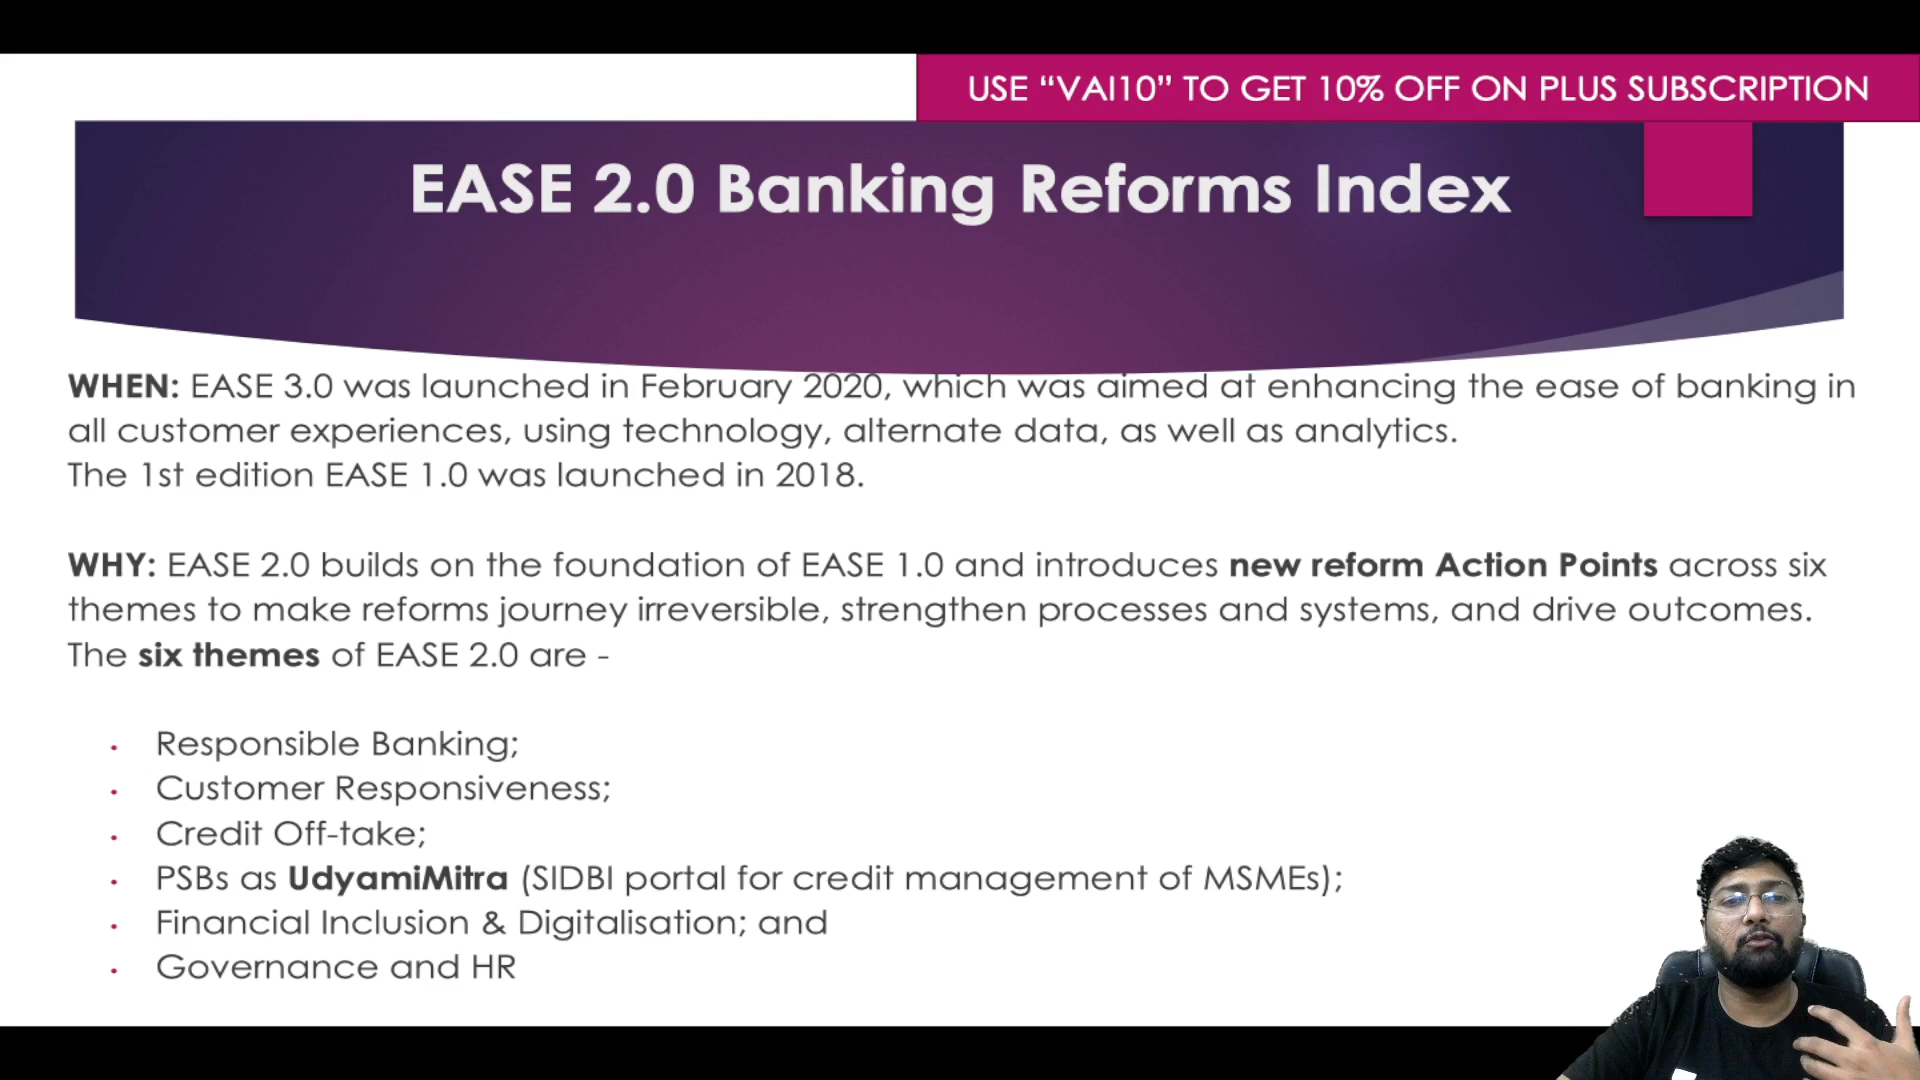 USE “VAI10” TO GET 10% OFF ON PLUS SUBSCRIPTION
EASE 2.0 Banking Reforms Index
WHEN: EASE 3.0 was launched in February 2020, which was aimed at enhancing the ease of banking in
all customer experiences, using technology, alternate data, as well as analytics.
The 1st edition EASE 1.0 was launched in 2018.
WHY: EASE 2.0 builds on the foundation of EASE 1.0 and introduces new reform Action Points across six
themes to make reforms journey irreversible, strengthen processes and systems, and drive outcomes.
The six themes of EASE 2.0 are -
• Responsible Banking;
• Customer Responsiveness;
• Credit Off-take;
• PSBs as UdyamiMitra (SIDBI portal for credit management of MSMEs);
• Financial Inclusion & Digitalisation; and
• Governance and HR